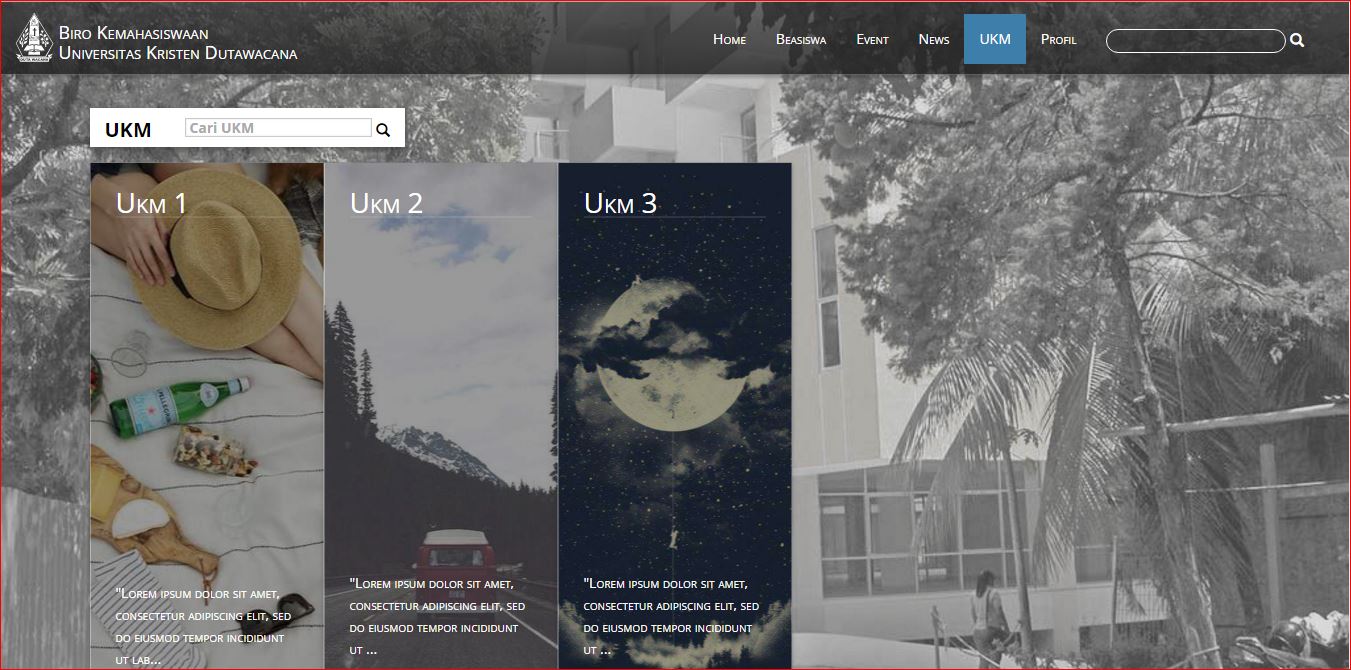 Biro Kemahasiswaan
Universitas Kristen Dutawacana
Home Beasiswa Event News UKM Profil
UKM Cari UKM
Ukm 1
Ukm 2
Ukm 3
"Lorem ipsum dolor sit amet,
consectetur adipiscing elit, sed
do eiusmod tempor incididunt
ut lab...
"Lorem ipsum dolor sit amet,
consectetur adipiscing elit, sed
do eiusmod tempor incididunt
ut ...
"Lorem ipsum dolor sit amet,
consectetur adipiscing elit, sed
do eiusmod tempor incididunt
ut ...